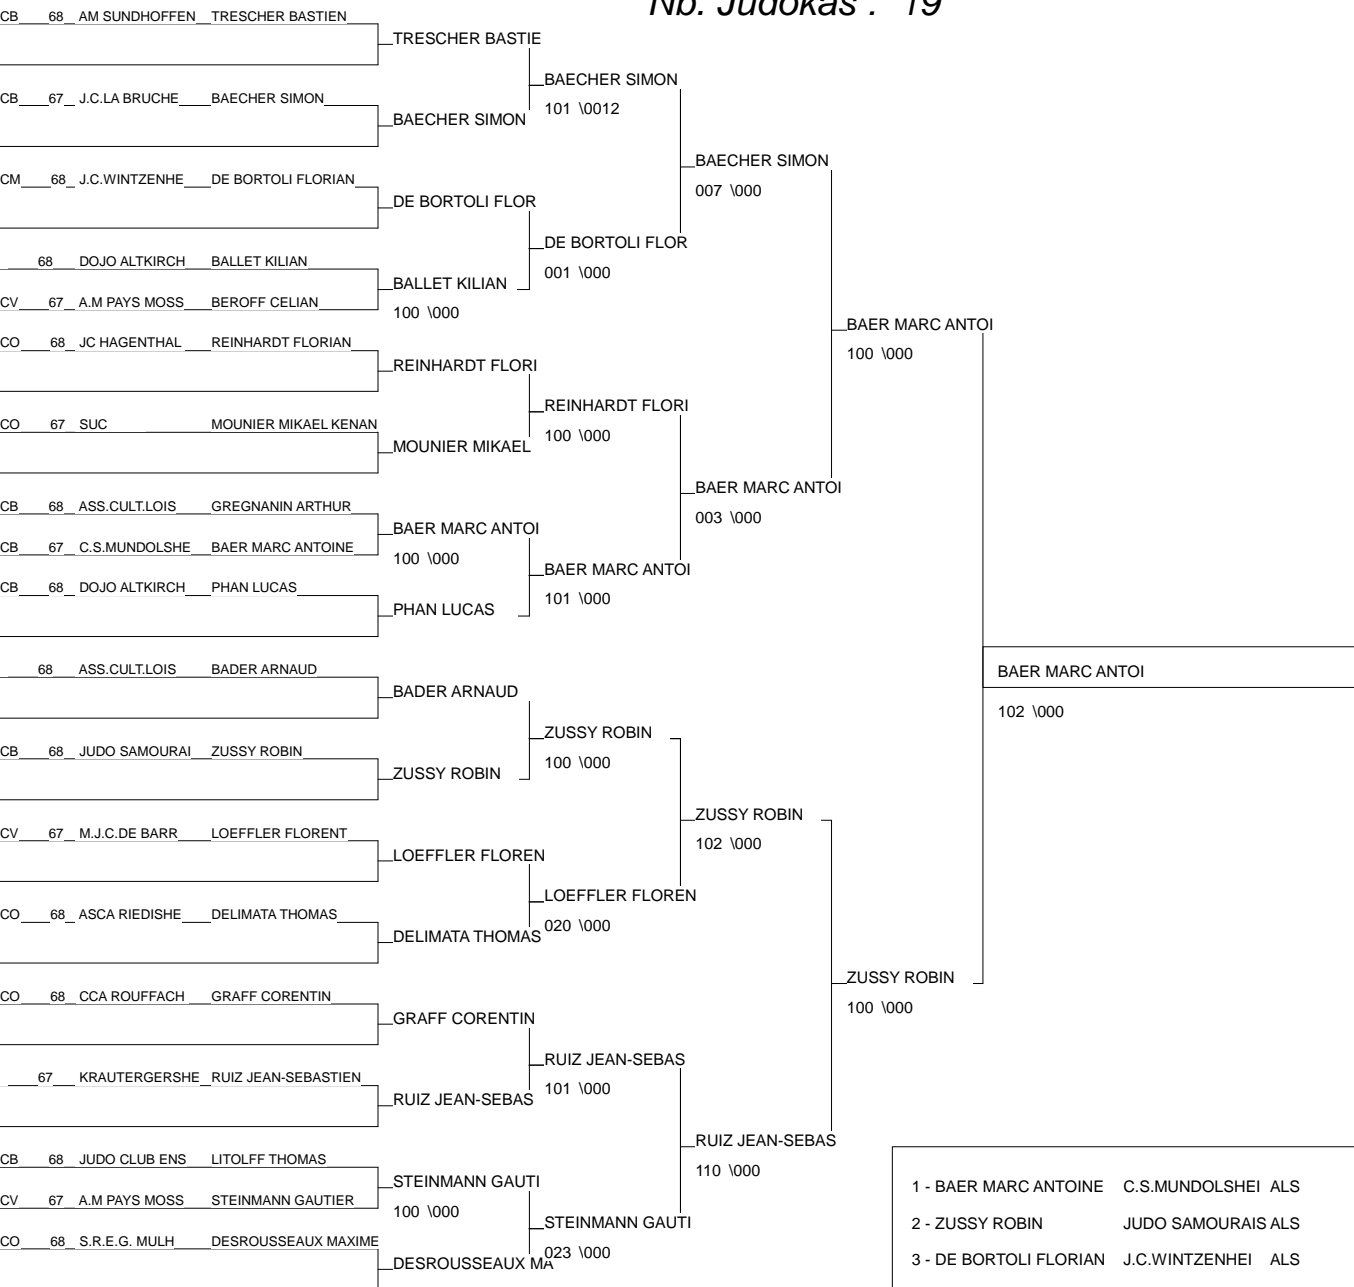 Nb. Judokas : 19
CB 68 AM SUNDHOFFEN TRESCHER BASTIEN
TRESCHER BASTIE
BAECHER SIMON
101 \0012
CB 67 J.C.LA BRUCHE BAECHER SIMON
BAECHER SIMON
BAECHER SIMON
007 \000
CM 68 J.C.WINTZENHE DE BORTOLI FLORIAN
DE BORTOLI FLOR
DE BORTOLI FLOR
001 \000
68 DOJO ALTKIRCH BALLET KILIAN
BALLET KILIAN
100 \000
CV 67 A.M PAYS MOSS BEROFF CELIAN
BAER MARC ANTOI
100 \000
CO 68 JC HAGENTHAL REINHARDT FLORIAN
REINHARDT FLORI
REINHARDT FLORI
100 \000
CO 67 SUC MOUNIER MIKAEL KENAN
MOUNIER MIKAEL
BAER MARC ANTOI
003 \000
CB 68 ASS.CULT.LOIS GREGNANIN ARTHUR
BAER MARC ANTOI
100 \000
CB 67 C.S.MUNDOLSHE BAER MARC ANTOINE
BAER MARC ANTOI
101 \000
CB 68 DOJO ALTKIRCH PHAN LUCAS
PHAN LUCAS
68 ASS.CULT.LOIS BADER ARNAUD
BAER MARC ANTOI
102 \000
BADER ARNAUD
ZUSSY ROBIN
100 \000
CB 68 JUDO SAMOURAI ZUSSY ROBIN
ZUSSY ROBIN
ZUSSY ROBIN
102 \000
CV 67 M.J.C.DE BARR LOEFFLER FLORENT
LOEFFLER FLOREN
LOEFFLER FLOREN
020 \000
CO 68 ASCA RIEDISHE DELIMATA THOMAS
DELIMATA THOMAS
ZUSSY ROBIN
100 \000
CO 68 CCA ROUFFACH GRAFF CORENTIN
GRAFF CORENTIN
RUIZ JEAN-SEBAS
101 \000
67 KRAUTERGERSHE RUIZ JEAN-SEBASTIEN
RUIZ JEAN-SEBAS
RUIZ JEAN-SEBAS
110 \000
CB 68 JUDO CLUB ENS LITOLFF THOMAS
STEINMANN GAUTI
100 \000
CV 67 A.M PAYS MOSS STEINMANN GAUTIER
STEINMANN GAUTI
023 \000
CO 68 S.R.E.G. MULH DESROUSSEAUX MAXIME
DESROUSSEAUX MA
1 - BAER MARC ANTOINE C.S.MUNDOLSHEI ALS
2 - ZUSSY ROBIN JUDO SAMOURAIS ALS
3 - DE BORTOLI FLORIAN J.C.WINTZENHEI ALS